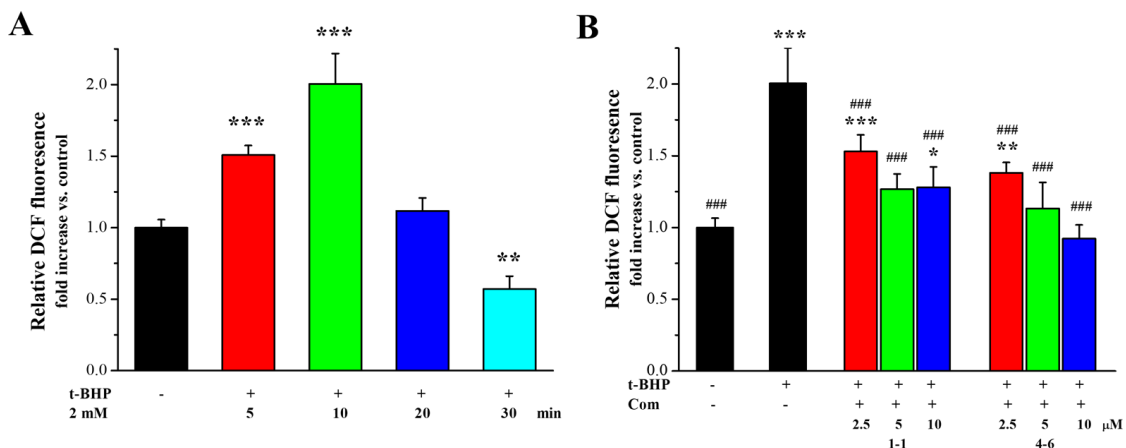 A
Relative DCF fluoresence
fold increase vs. control
2.0
1.5
1.0
0.5
0.0
***
***
**
t-BHP - + + + +
2 mM 5 10 20 30 min
B
Relative DCF fluoresence
fold increase vs. control
2.0
1.5
1.0
0.5
0.0
###
***
###
***
###
###
*
###
**
###
###
t-BHP - + + + + + + +
Com - - + + + + + +
2.5 5 10 2.5 5 10 μM
1-1 4-6